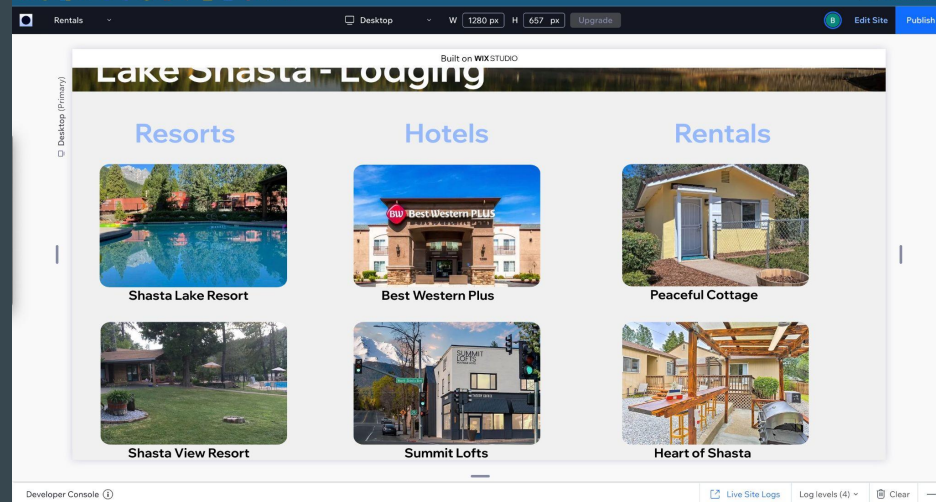 Rentals
Desktop
W 1280 px H 657 px
Upgrade
B
Edit Site
Publish
Built on WIX STUDIO
Desktop (Primary)
Lake Shasta - Lodging
Resorts
Hotels
Rentals
BW Best Western PLUS
Shasta Lake Resort
Best Western Plus
Peaceful Cottage
SUMMIT
LOFTS
Shasta View Resort
Summit Lofts
Heart of Shasta
Developer Console
Live Site Logs
Log levels (4)
Clear